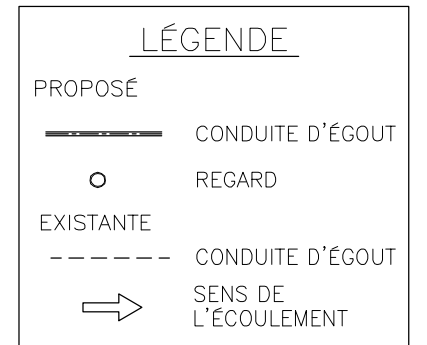 LÉGENDE
PROPOSÉ
CONDUITE D'ÉGOUT
REGARD
EXISTANTE
CONDUITE D'ÉGOUT
SENS DE
L'ÉCOULEMENT